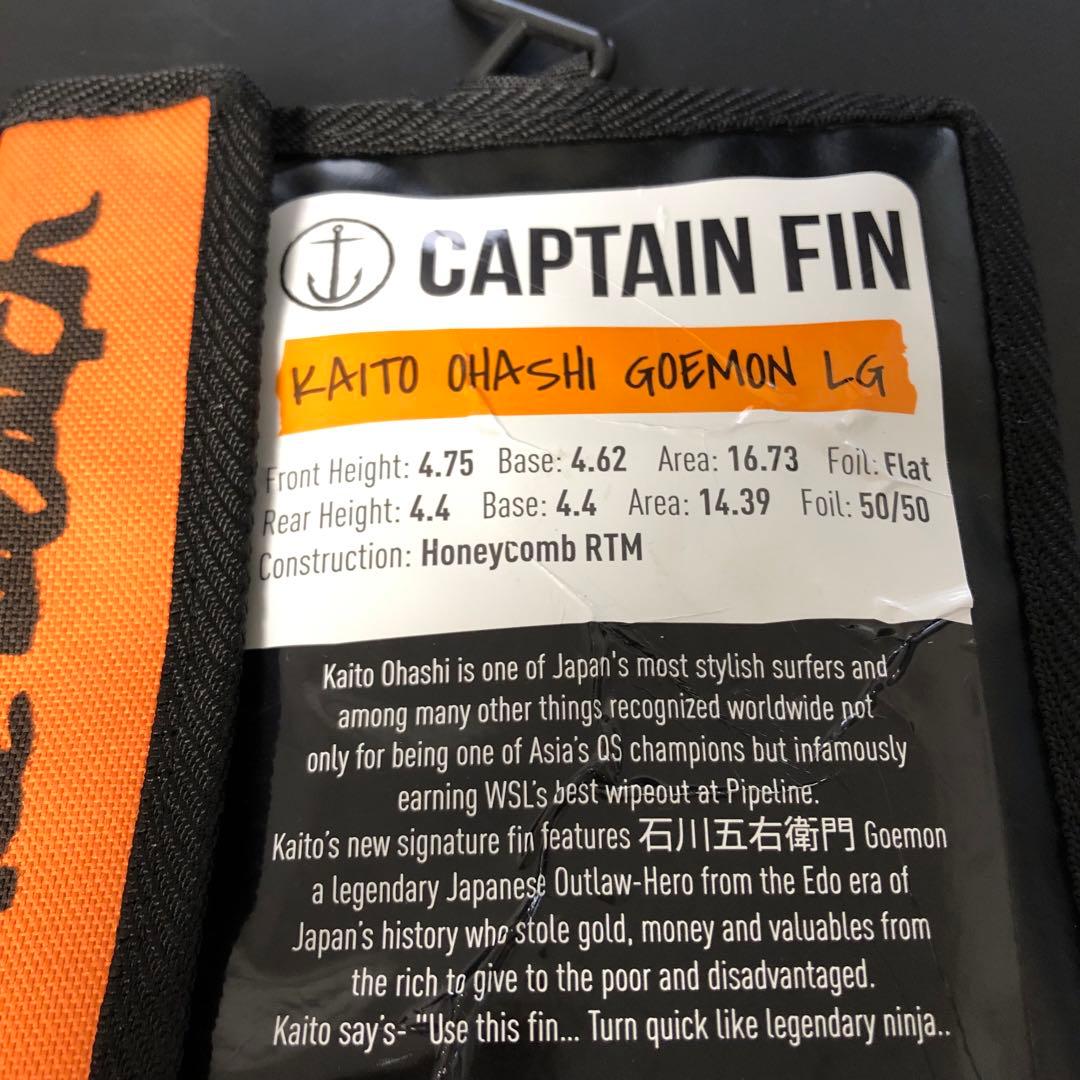 CAPTAIN FIN
KAITO OHASHI GOEMON LG
Front Height: 4.75 Base: 4.62 Area: 16.73 Foil: Flat
Rear Height: 4.4 Base: 4.4 Area: 14.39 Foil: 50/50
Construction: Honeycomb RTM
Kaito Ohashi is one of Japan's most stylish surfers and
among many other things recognized worldwide not
only for being one of Asia's QS champions but infamously
earning WSL's best wipeout at Pipeline.
Kaito's new signature fin features 石川五右衛門 Goemon
a legendary Japanese Outlaw-Hero from the Edo era of
Japan's history who stole gold, money and valuables from
the rich to give to the poor and disadvantaged.
Kaito say's- "Use this fin... Turn quick like legendary ninja..